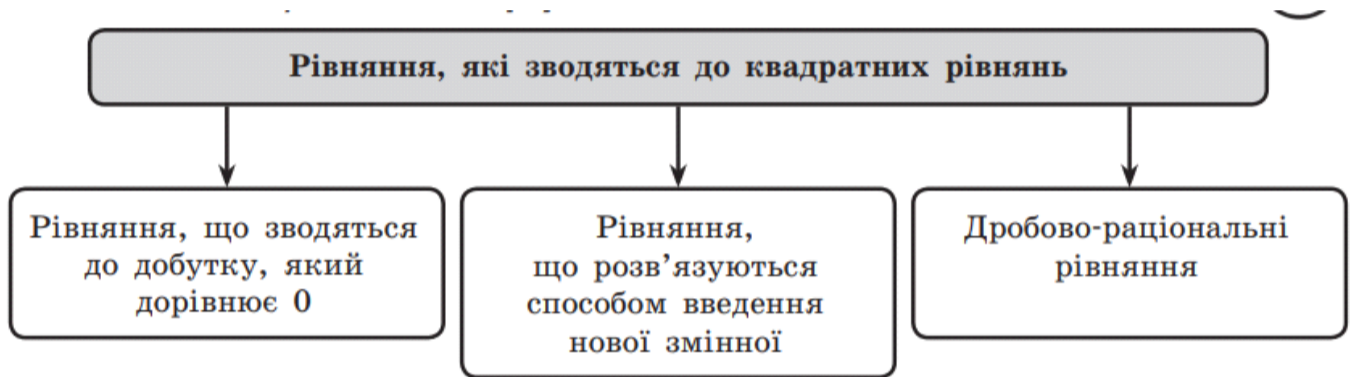 Рівняння, які зводяться до квадратних рівнянь
Рівняння, що зводяться
до добутку, який
дорівнює 0
Рівняння,
що розв’язуються
способом введення
нової змінної
Дробово-раціональні
рівняння